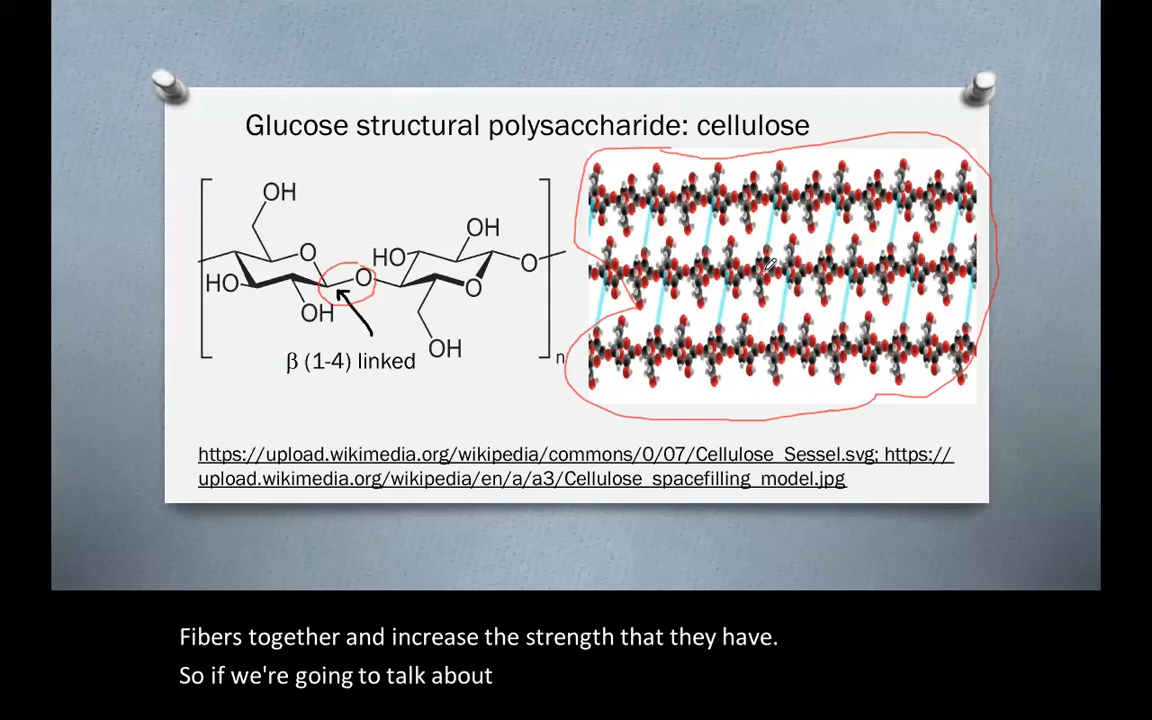 Glucose structural polysaccharide: cellulose
OH
OH
O
HO
O
O
HO
O
OH
OH
n
β (1-4) linked
https://upload.wikimedia.org/wikipedia/commons/0/07/Cellulose_Sessel.svg; https://
upload.wikimedia.org/wikipedia/en/a/a3/Cellulose_spacefilling_model.jpg
Fibers together and increase the strength that they have.
So if we're going to talk about